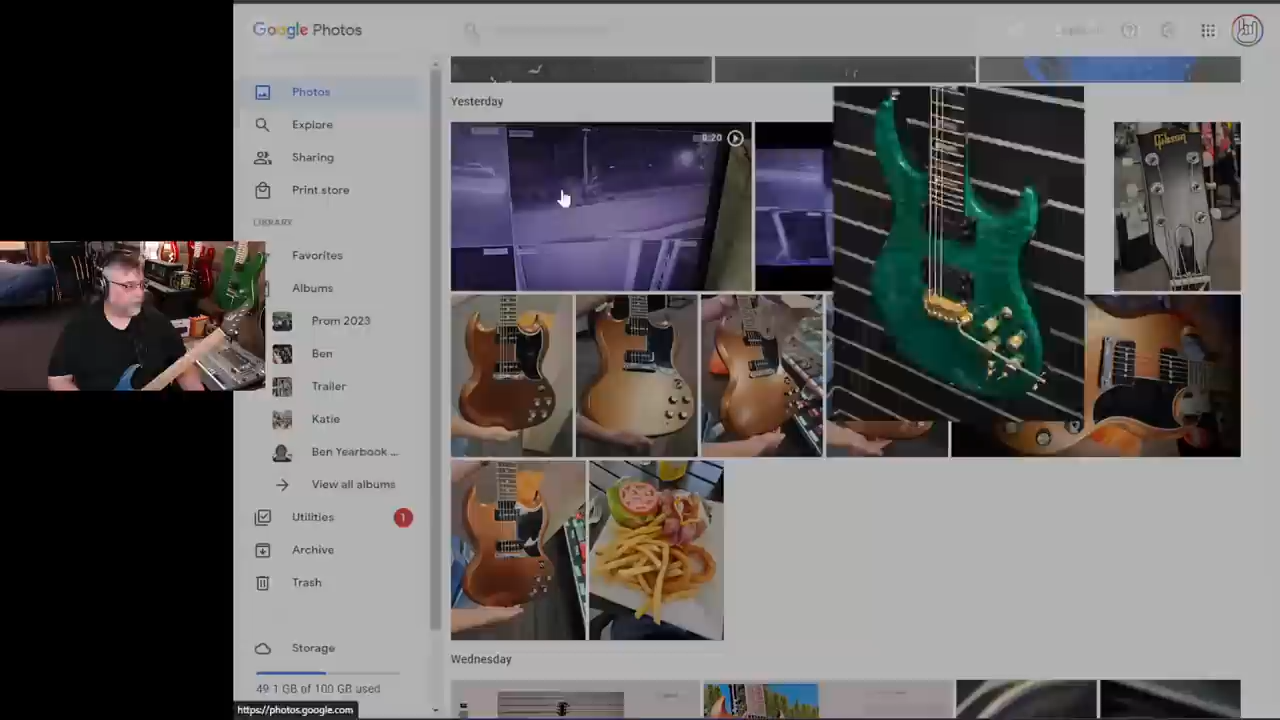 Google Photos
Photos
Explore
Sharing
Print store
LIBRARY
Favorites
Albums
Prom 2023
Ben
Trailer
Katie
Ben Yearbook ...
View all albums
Utilities
1
Archive
Trash
Storage
49.1 GB of 100 GB used
https://photos.google.com
Yesterday
0:20
Gibson
Wednesday